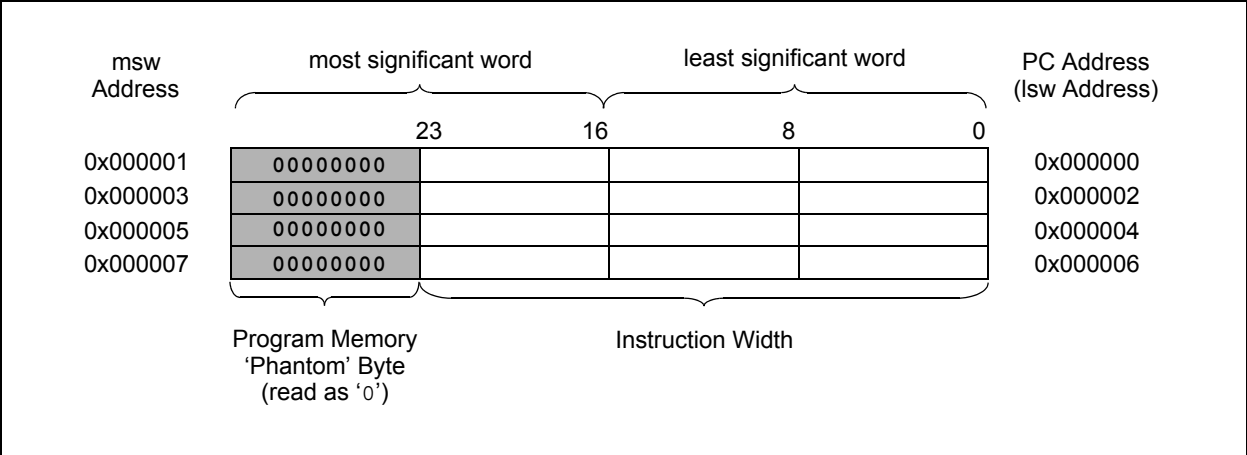 msw
Address
most significant word
least significant word
PC Address
(lsw Address)
23 16 8 0
0x000001 00000000 0x000000
0x000003 00000000 0x000002
0x000005 00000000 0x000004
0x000007 00000000 0x000006
Program Memory
‘Phantom’ Byte
(read as ‘0’)
Instruction Width